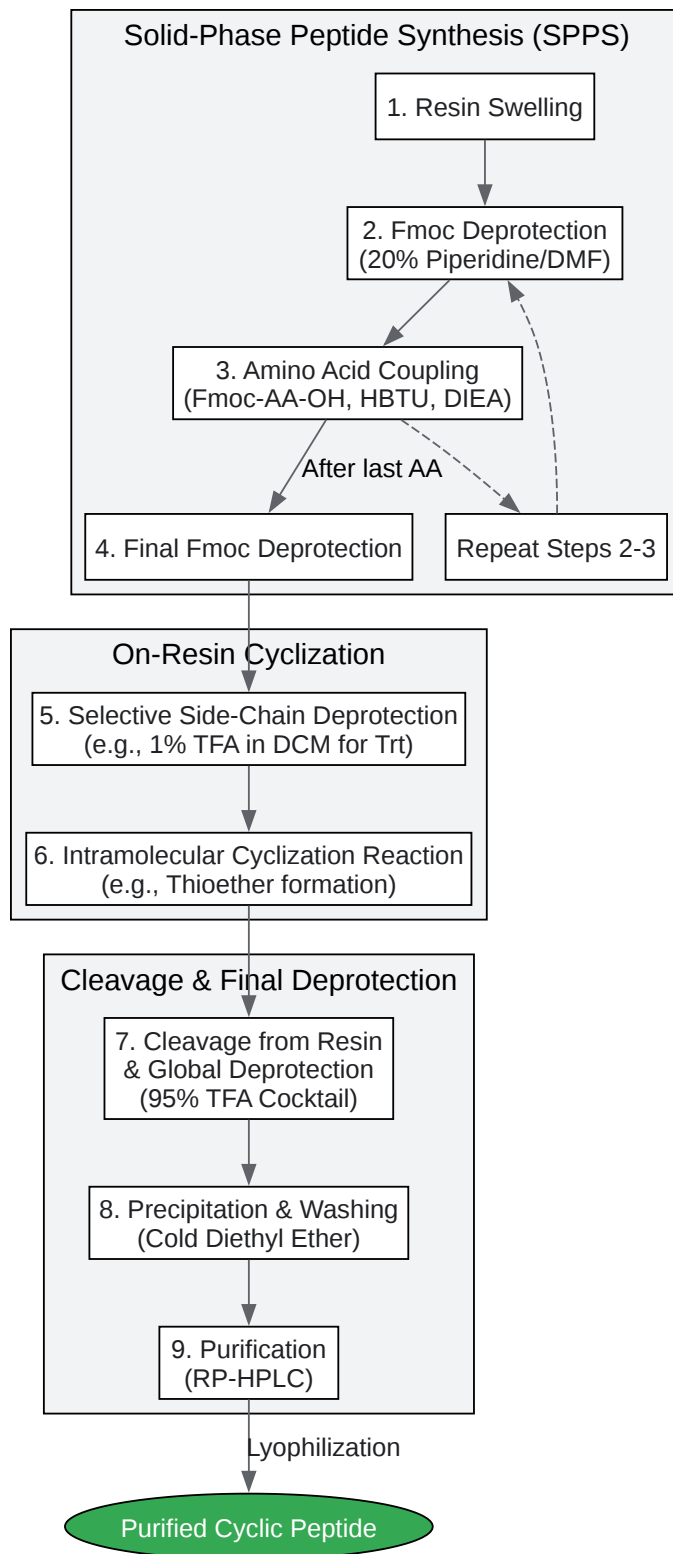 Solid-Phase Peptide Synthesis (SPPS)
1. Resin Swelling
2. Fmoc Deprotection
(20% Piperidine/DMF)
3. Amino Acid Coupling
(Fmoc-AA-OH, HBTU, DIEA)
After last AA
4. Final Fmoc Deprotection
Repeat Steps 2-3
On-Resin Cyclization
5. Selective Side-Chain Deprotection
(e.g., 1% TFA in DCM for Trt)
6. Intramolecular Cyclization Reaction
(e.g., Thioether formation)
Cleavage & Final Deprotection
7. Cleavage from Resin
& Global Deprotection
(95% TFA Cocktail)
8. Precipitation & Washing
(Cold Diethyl Ether)
9. Purification
(RP-HPLC)
Lyophilization
Purified Cyclic Peptide